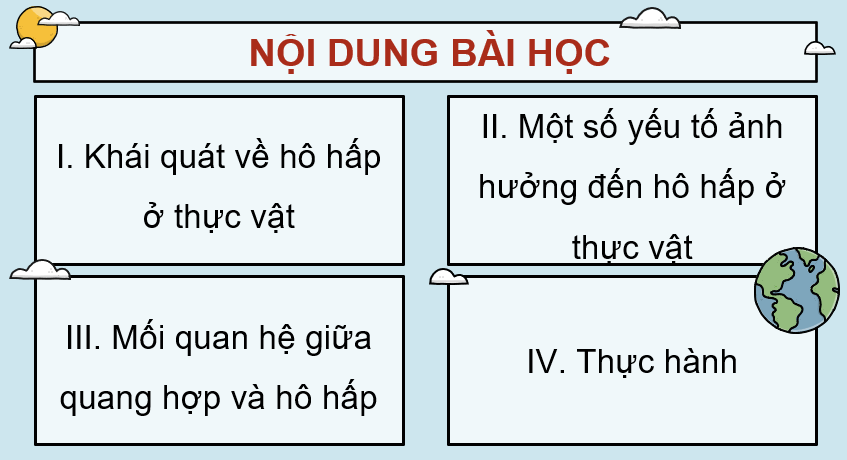 NỘI DUNG BÀI HỌC
I. Khái quát về hô hấp
ở thực vật
II. Một số yếu tố ảnh
hưởng đến hô hấp ở
thực vật
III. Mối quan hệ giữa
quang hợp và hô hấp
IV. Thực hành